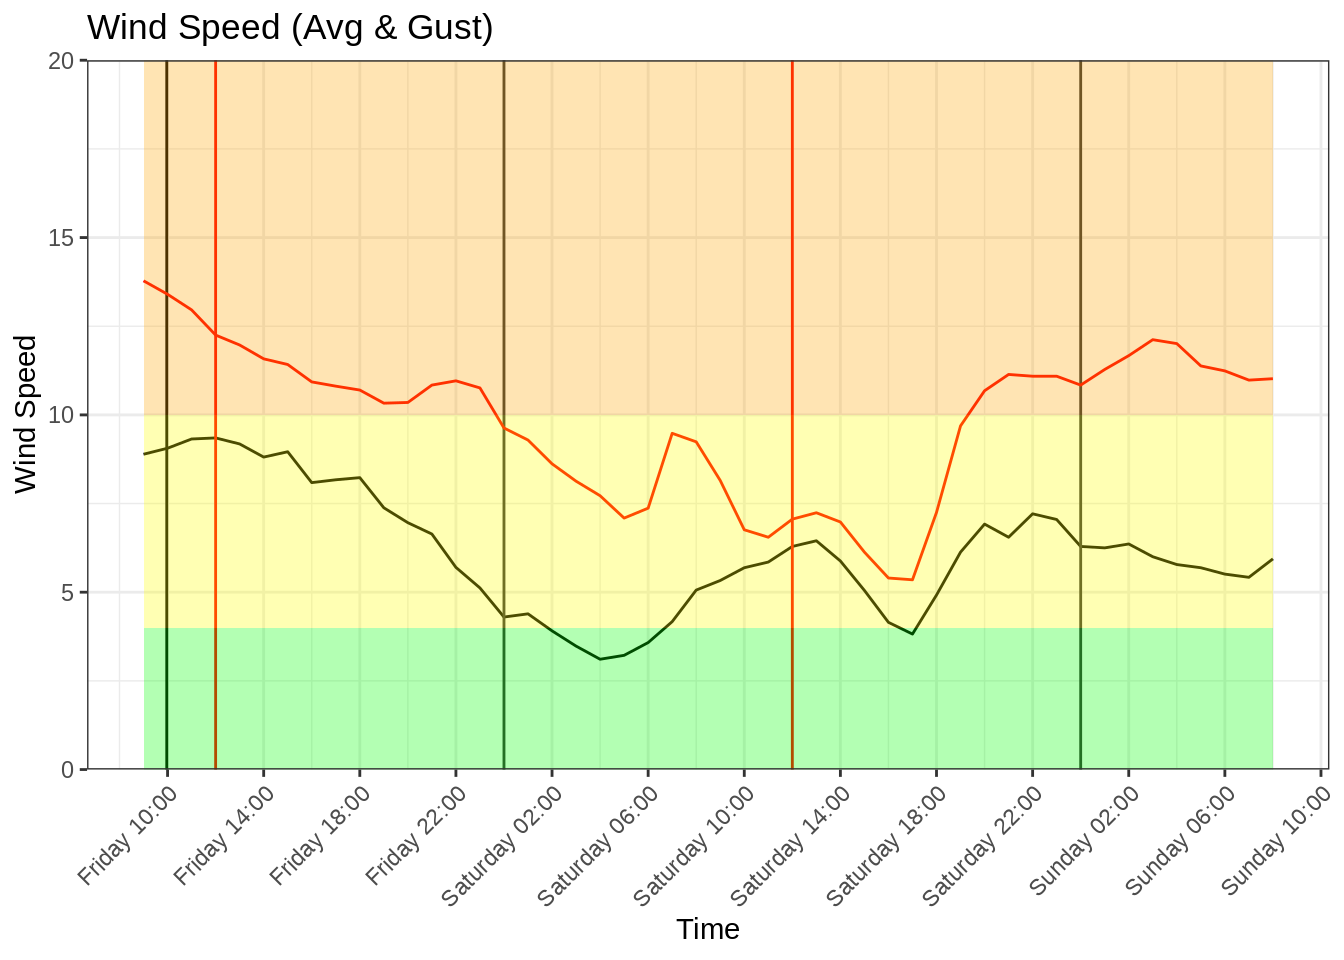 Wind Speed (Avg & Gust)
20
15
10
5
0
Wind Speed
Friday 10:00
Friday 14:00
Friday 18:00
Friday 22:00
Saturday 02:00
Saturday 06:00
Saturday 10:00
Saturday 14:00
Saturday 18:00
Saturday 22:00
Sunday 02:00
Sunday 06:00
Sunday 10:00
Time